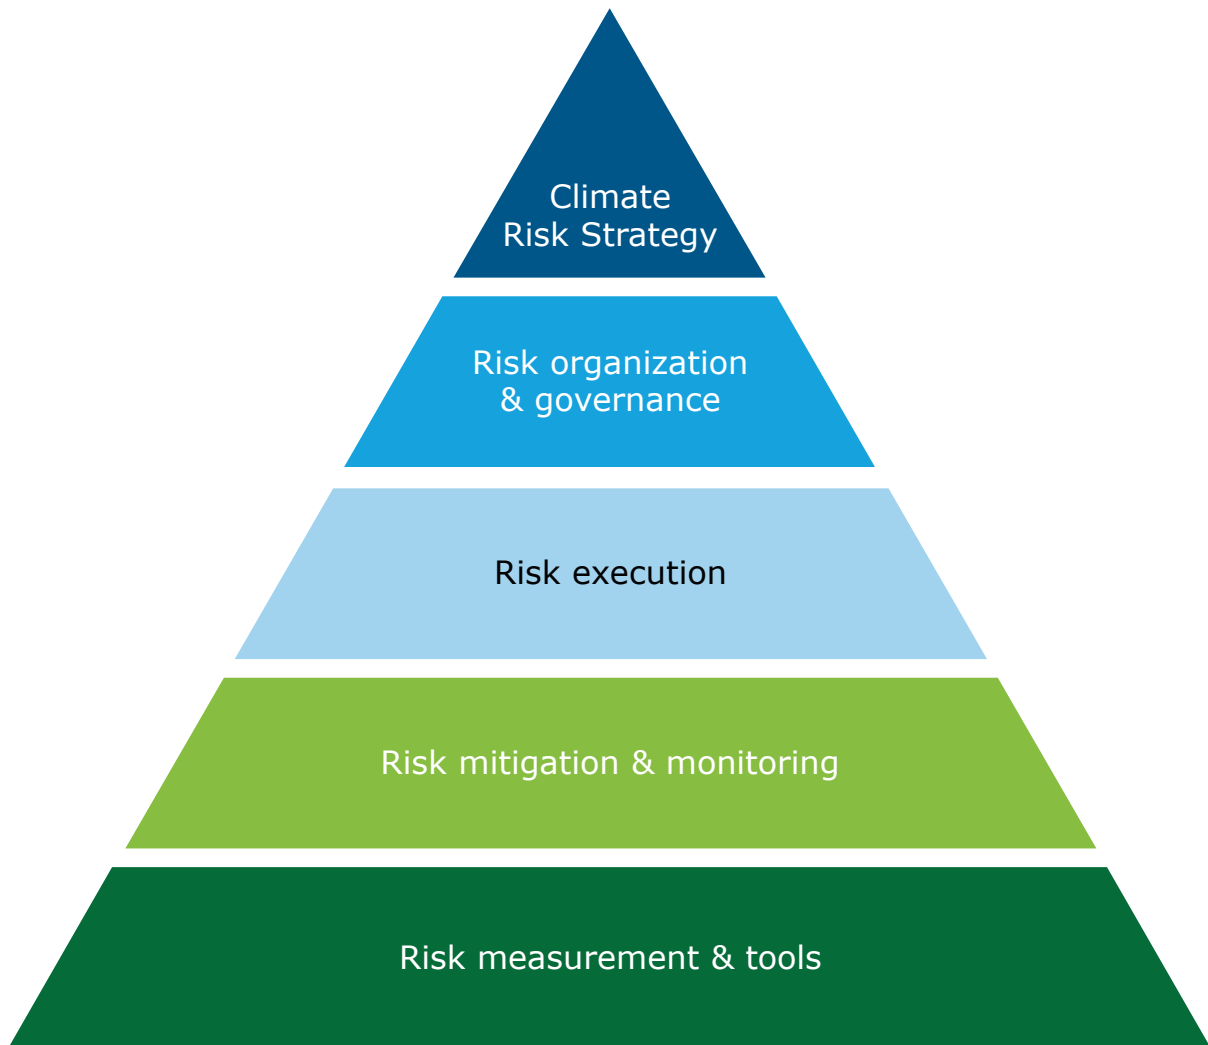 Climate
Risk Strategy
Risk organization
& governance
Risk execution
Risk mitigation & monitoring
Risk measurement & tools